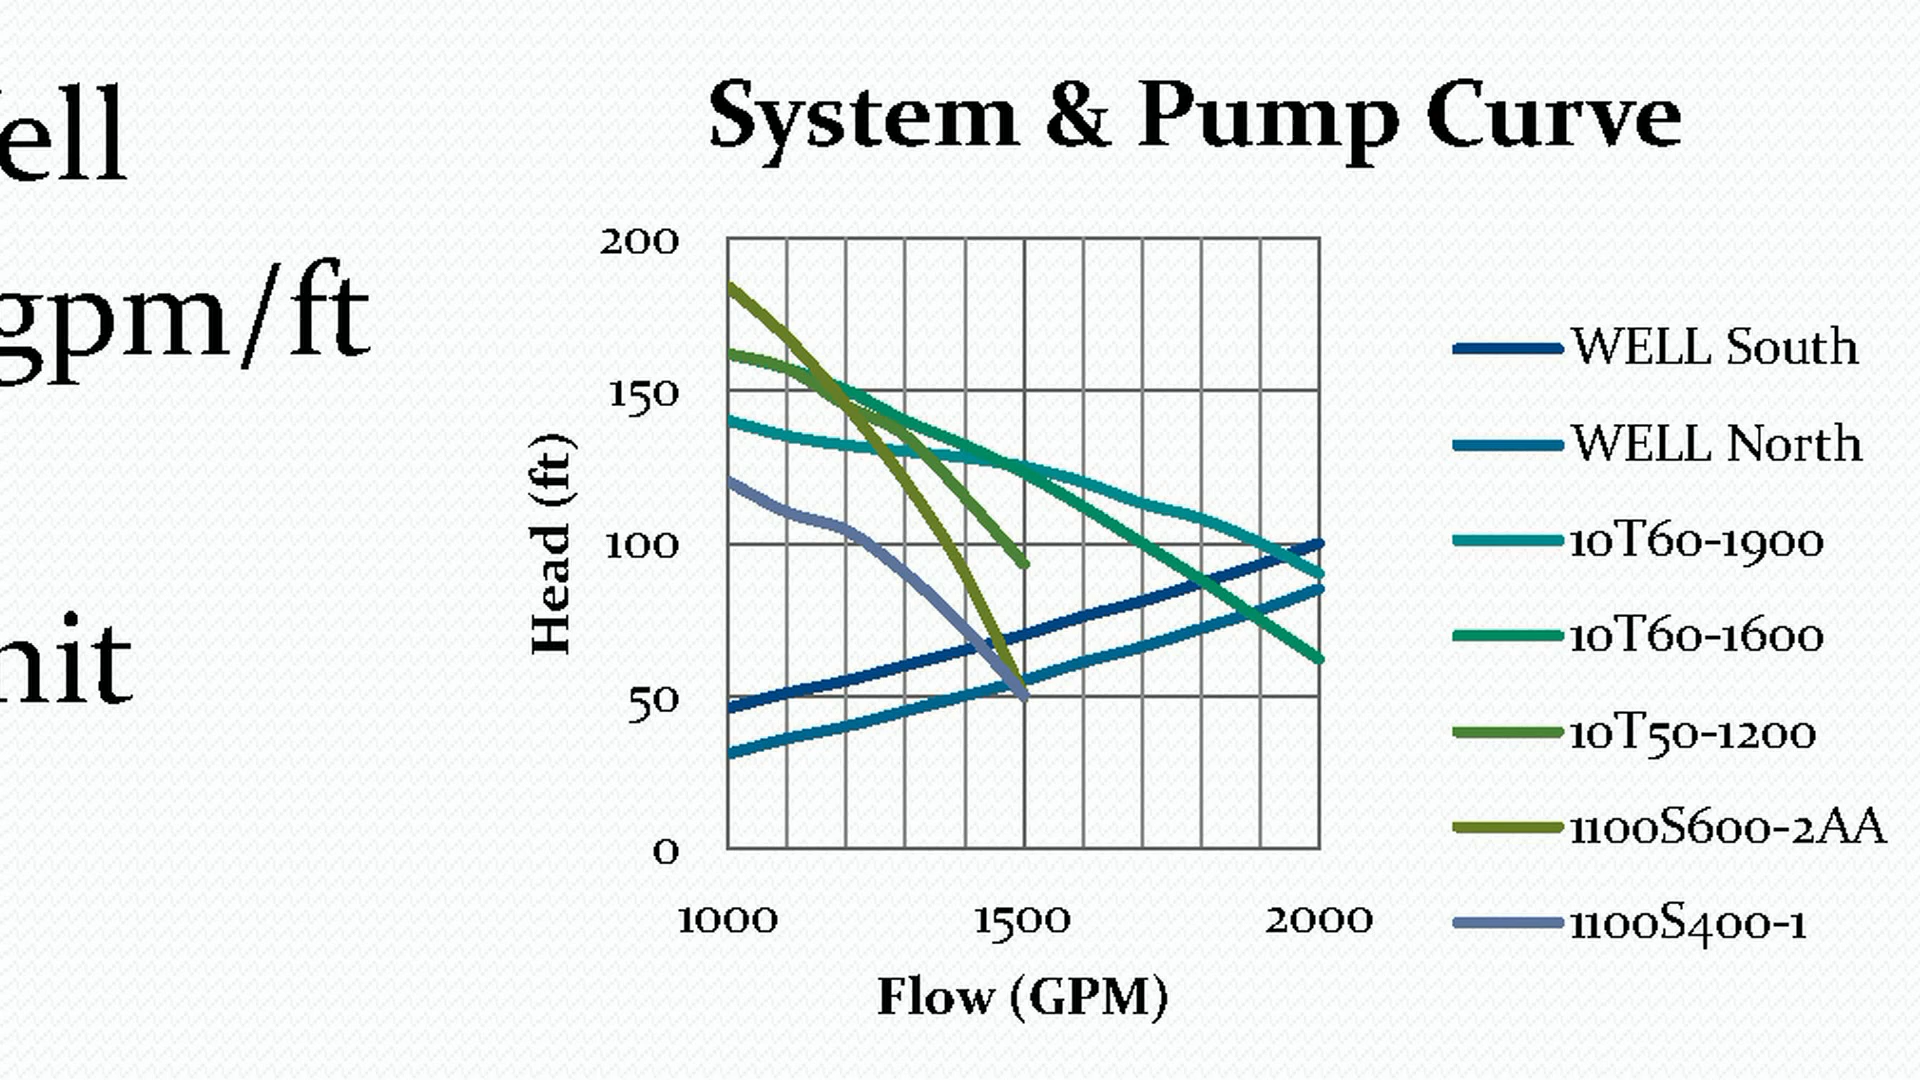 ell
gpm/ft
nit
System & Pump Curve
200
150
100
50
0
Head (ft)
1000 1500 2000
Flow (GPM)
WELL South
WELL North
10T60-1900
10T60-1600
10T50-1200
1100S600-2AA
1100S400-1